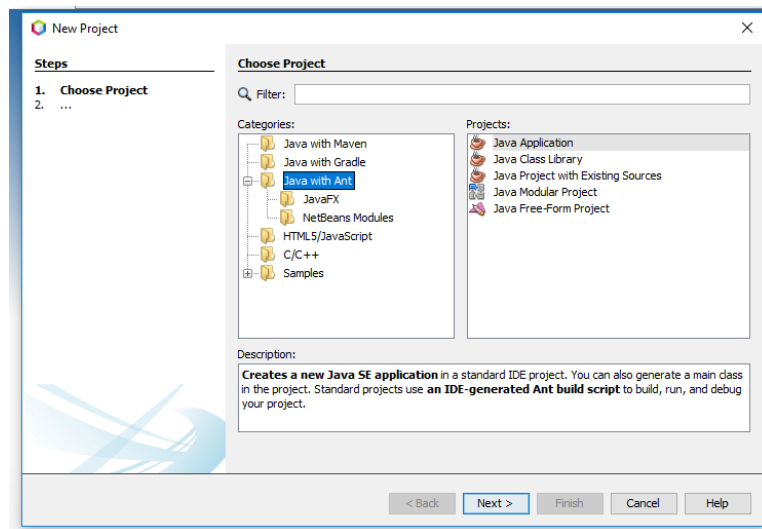 New Project
Steps
1. Choose Project
2. ...
Choose Project
Filter:
Categories:
Java with Maven
Java with Gradle
Java with Ant
JavaFX
NetBeans Modules
HTML5/JavaScript
C/C++
Samples
Projects:
Java Application
Java Class Library
Java Project with Existing Sources
Java Modular Project
Java Free-Form Project
Description:
Creates a new Java SE application in a standard IDE project. You can also generate a main class
in the project. Standard projects use an IDE-generated Ant build script to build, run, and debug
your project.
< Back
Next >
Finish
Cancel
Help